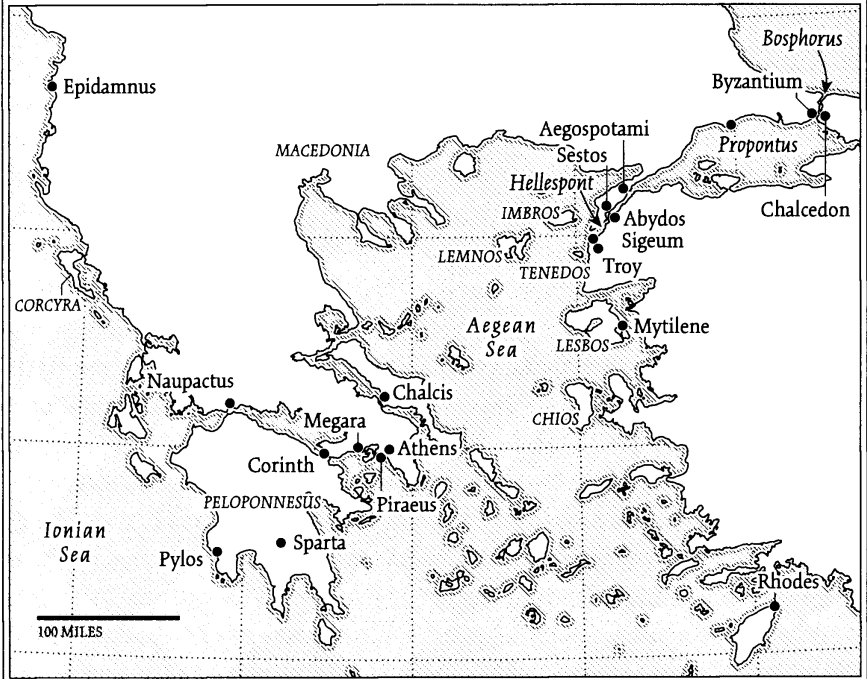 Bosphorus
Epidamnus
Byzantium
Aegospotami
MACEDONIA
Propontus
Sestos
Hellespont
IMBROS
Abydos
Chalcedon
Sigeum
LEMNOS
TENEDOS
Troy
CORCYRA
Aegean
Sea
Mytilene
LESBOS
Naupactus
Chalcis
CHIOS
Megara
Athens
Corinth
PELOPONNESŪS
Piraeus
Ionian
Sea
Sparta
Pylos
Rhodes
100 MILES